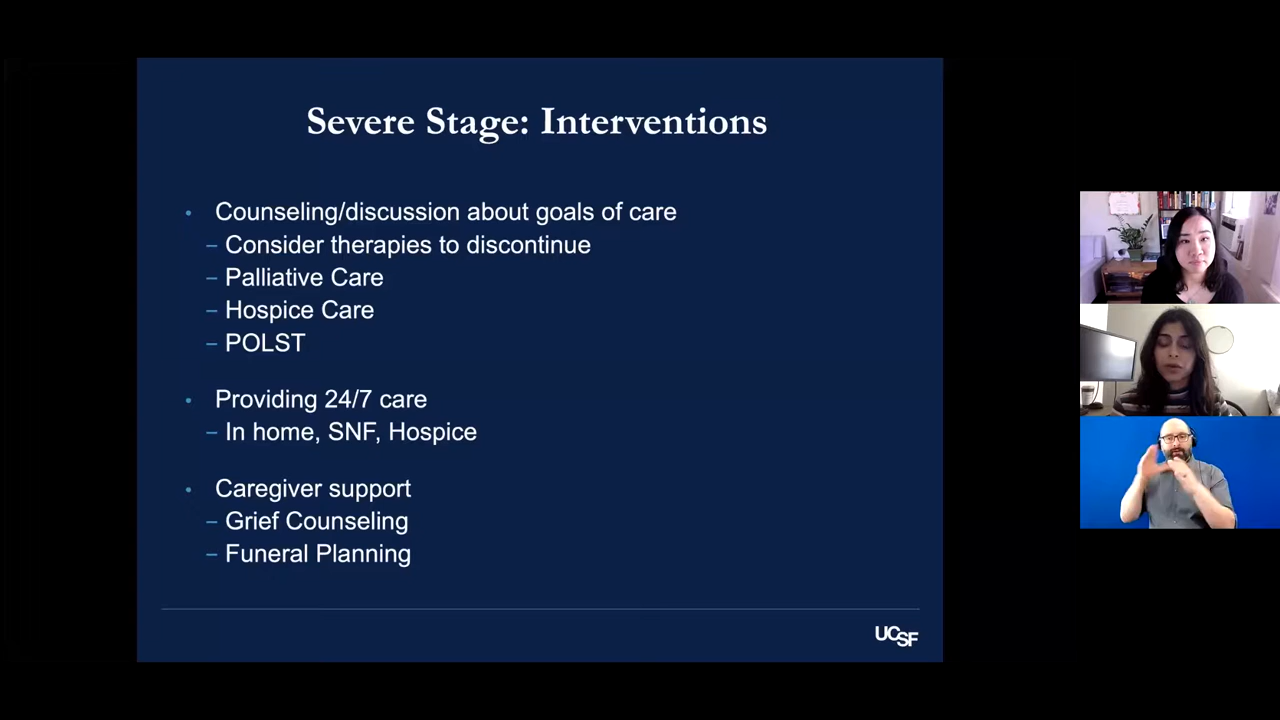 Severe Stage: Interventions
• Counseling/discussion about goals of care
– Consider therapies to discontinue
– Palliative Care
– Hospice Care
– POLST
• Providing 24/7 care
– In home, SNF, Hospice
• Caregiver support
– Grief Counseling
– Funeral Planning
UCSF